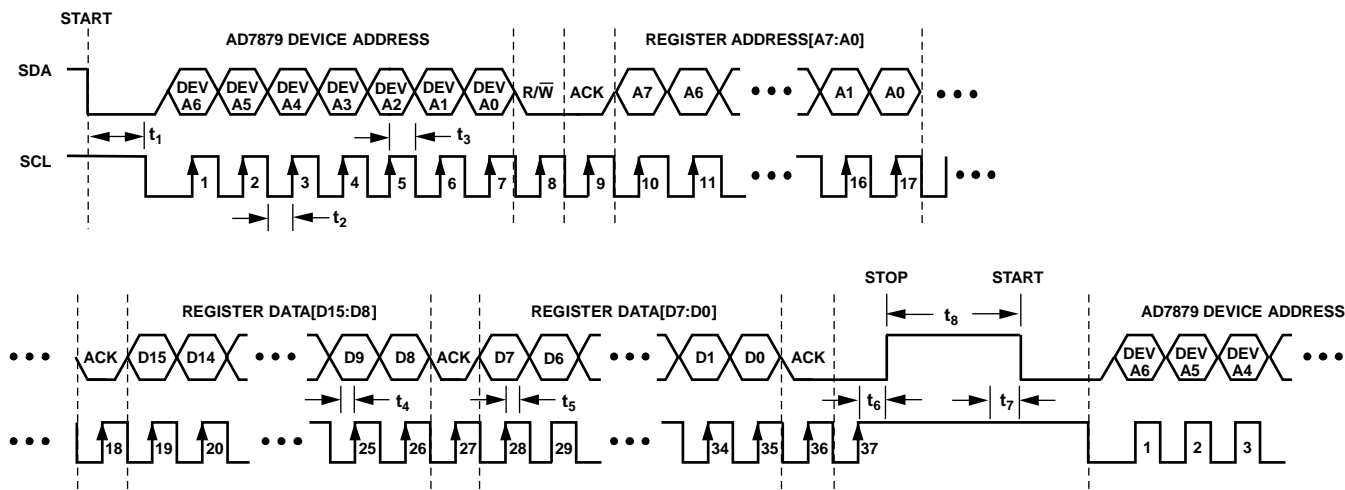 START
AD7879 DEVICE ADDRESS
REGISTER ADDRESS[A7:A0]
SDA
DEV A6 DEV A5 DEV A4 DEV A3 DEV A2 DEV A1 DEV A0 R/W̅ ACK A7 A6 A1 A0
t1
t3
SCL
1 2 3 4 5 6 7 8 9 10 11 16 17
t2
STOP
START
REGISTER DATA[D15:D8]
REGISTER DATA[D7:D0]
t8
AD7879 DEVICE ADDRESS
ACK D15 D14 D9 D8 ACK D7 D6 D1 D0 ACK DEV A6 DEV A5 DEV A4
t4
t5
t6
t7
18 19 20 25 26 27 28 29 34 35 36 37 1 2 3